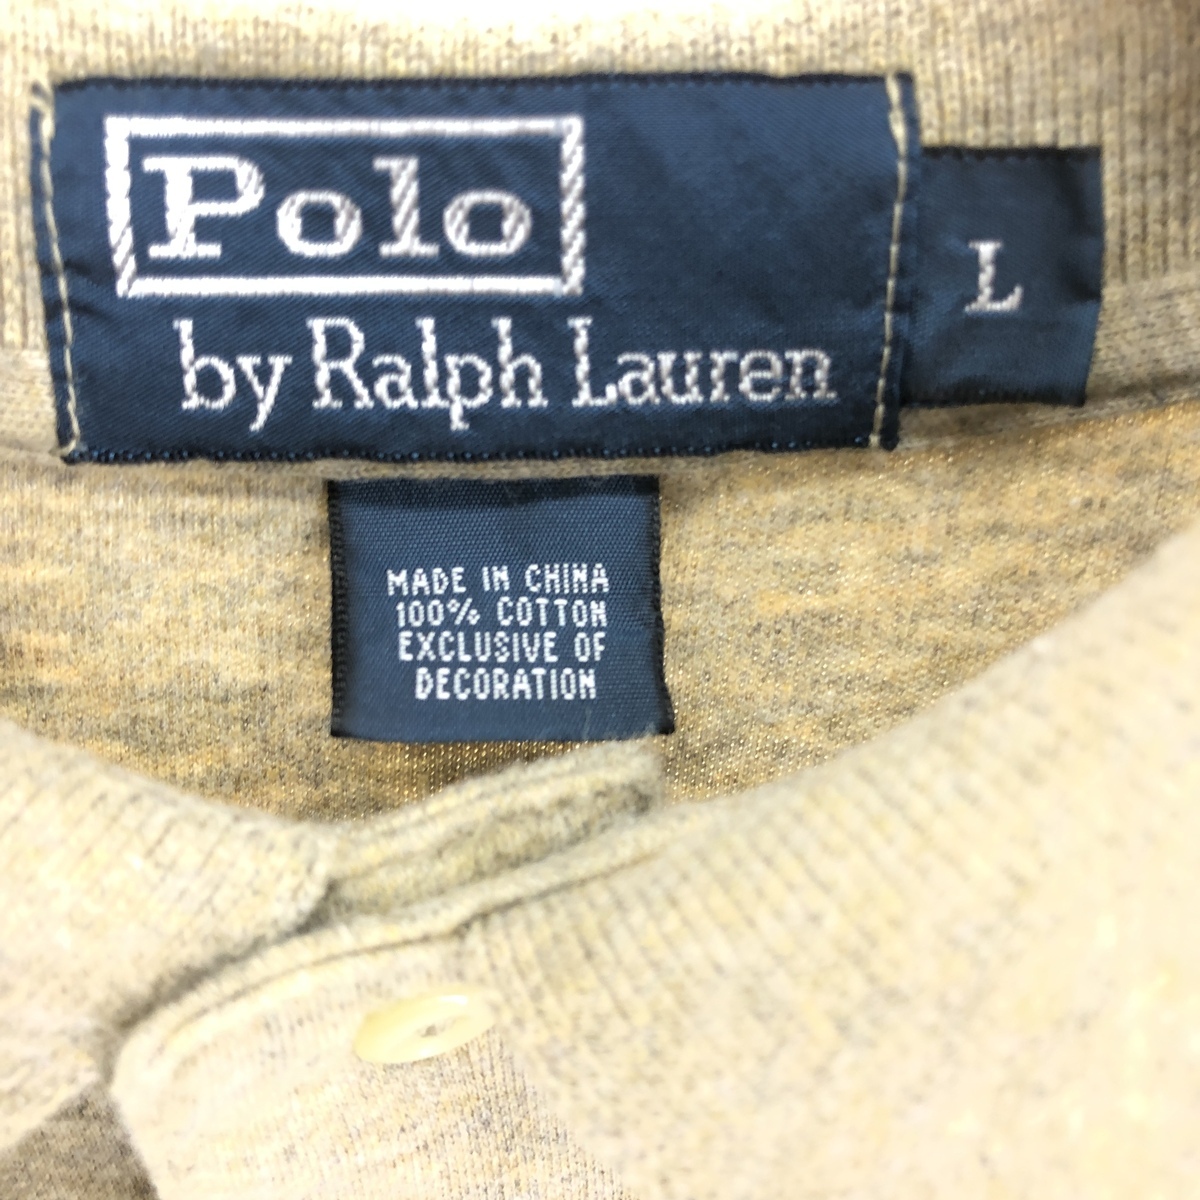 Polo
by Ralph Lauren
L
MADE IN CHINA
100% COTTON
EXCLUSIVE OF
DECORATION